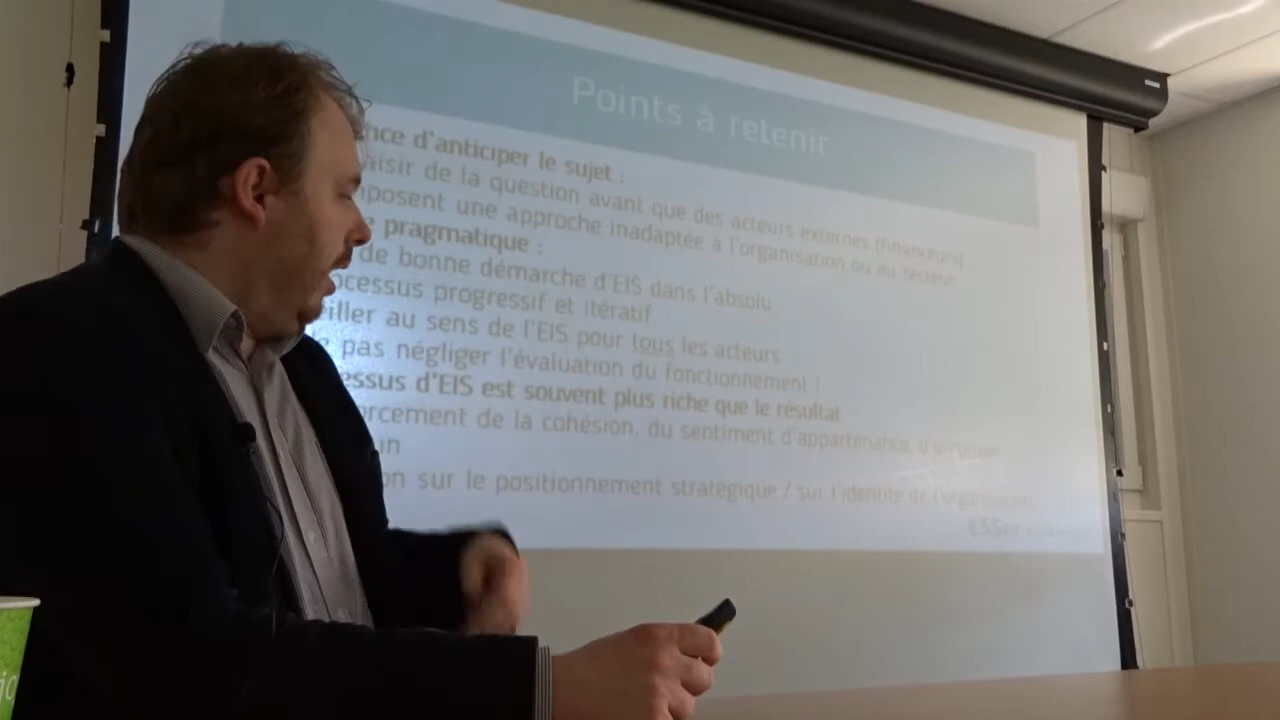 Points à retenir
d'anticiper le sujet :
de la question avant que des acteurs externes (financeurs)
une approche inadaptée à l'organisation ou au secteur
pragmatique :
de bonne démarche d'EIS dans l'absolu
progressif et itératif
au sens de l'EIS pour tous les acteurs
pas négliger l'évaluation du fonctionnement !
d'EIS est souvent plus riche que le résultat
de la cohésion, du sentiment d'appartenance,
sur le positionnement stratégique / sur l'identité de